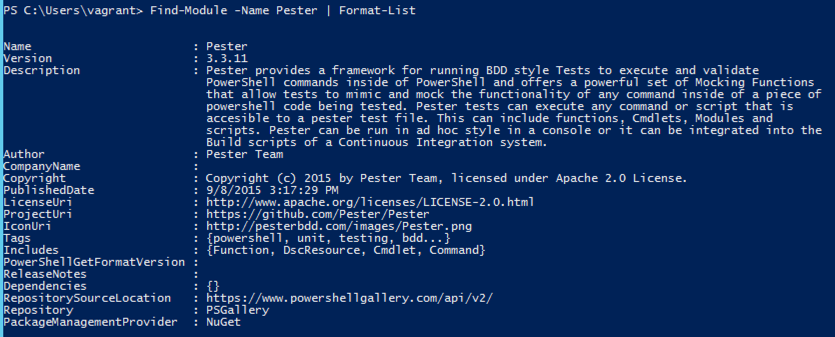 PS C:\Users\vagrant> Find-Module -Name Pester | Format-List
Name : Pester
Version : 3.3.11
Description : Pester provides a framework for running BDD style Tests to execute and validate
PowerShell commands inside of PowerShell and offers a powerful set of Mocking Functions
that allow tests to mimic and mock the functionality of any command inside of a piece of
powershell code being tested. Pester tests can execute any command or script that is
accesible to a pester test file. This can include functions, Cmdlets, Modules and
scripts. Pester can be run in ad hoc style in a console or it can be integrated into the
Build scripts of a Continuous Integration system.
Author : Pester Team
CompanyName :
Copyright : Copyright (c) 2015 by Pester Team, licensed under Apache 2.0 License.
PublishedDate : 9/8/2015 3:17:29 PM
LicenseUri : http://www.apache.org/licenses/LICENSE-2.0.html
ProjectUri : https://github.com/Pester/Pester
IconUri : http://pesterbdd.com/images/Pester.png
Tags : {powershell, unit, testing, bdd...}
Includes : {Function, DscResource, Cmdlet, Command}
PowerShellGetFormatVersion :
ReleaseNotes :
Dependencies : {}
RepositorySourceLocation : https://www.powershellgallery.com/api/v2/
Repository : PSGallery
PackageManagementProvider : NuGet